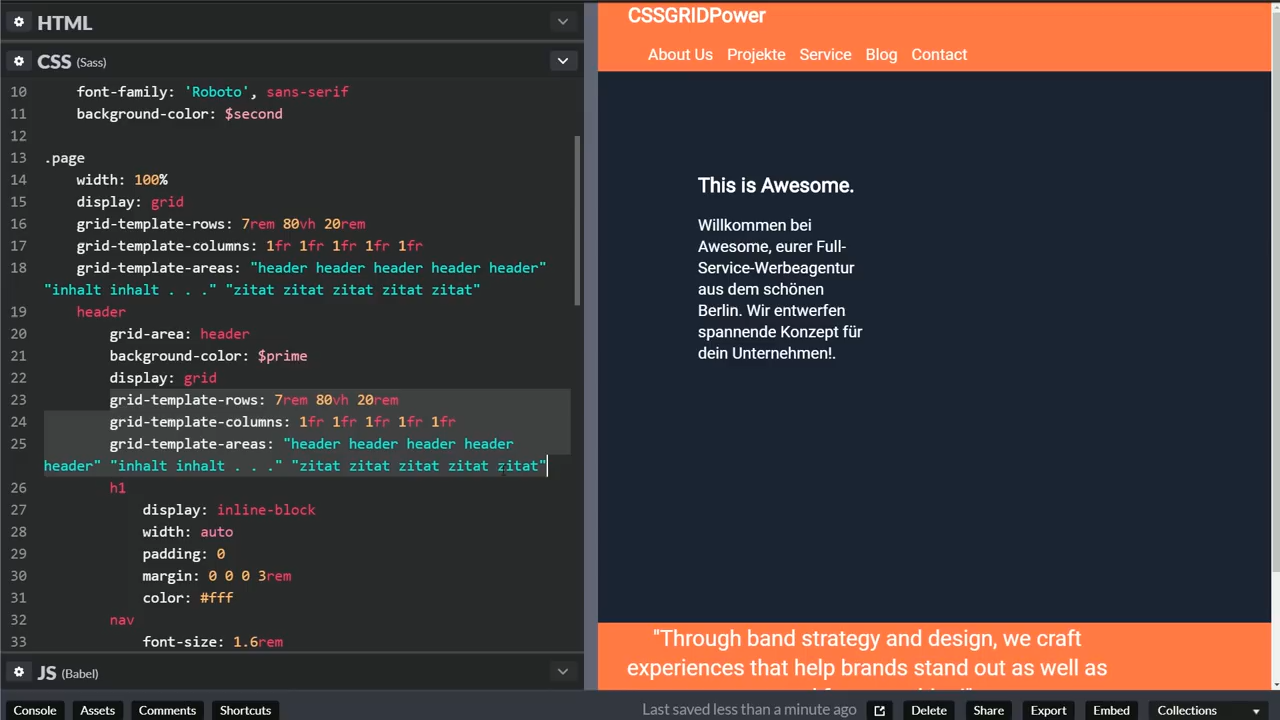 HTML
CSS (Sass)
10 font-family: 'Roboto', sans-serif
11 background-color: $second
12
13 .page
14 width: 100%
15 display: grid
16 grid-template-rows: 7rem 80vh 20rem
17 grid-template-columns: 1fr 1fr 1fr 1fr 1fr
18 grid-template-areas: "header header header header header"
"inhalt inhalt . . ." "zitat zitat zitat zitat zitat"
19 header
20 grid-area: header
21 background-color: $prime
22 display: grid
23 grid-template-rows: 7rem 80vh 20rem
24 grid-template-columns: 1fr 1fr 1fr 1fr 1fr
25 grid-template-areas: "header header header header
header" "inhalt inhalt . . ." "zitat zitat zitat zitat zitat"
26 h1
27 display: inline-block
28 width: auto
29 padding: 0
30 margin: 0 0 0 3rem
31 color: #fff
32 nav
33 font-size: 1.6rem
JS (Babel)
CSSGRIDPower
About Us Projekte Service Blog Contact
This is Awesome.
Willkommen bei
Awesome, eurer Full-
Service-Werbeagentur
aus dem schönen
Berlin. Wir entwerfen
spannende Konzept für
dein Unternehmen!.
"Through band strategy and design, we craft
experiences that help brands stand out as well as
Console Assets Comments Shortcuts
Last saved less than a minute ago Delete Share Export Embed Collections